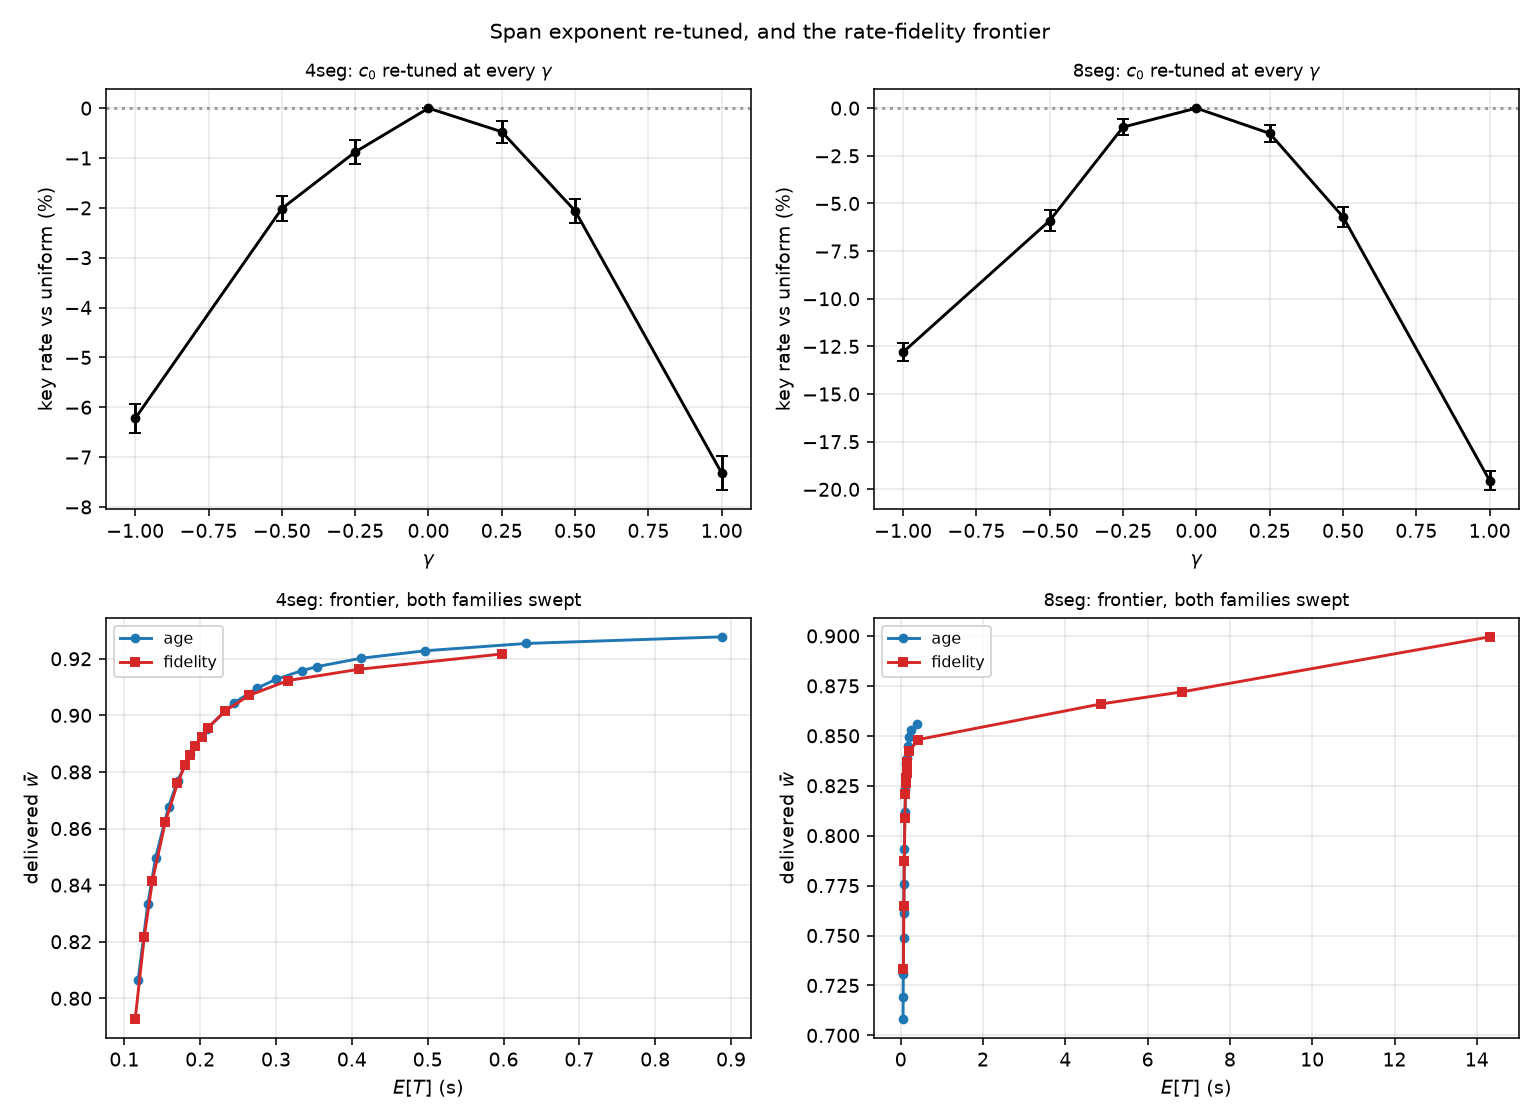 Span exponent re-tuned, and the rate-fidelity frontier
4seg: c₀ re-tuned at every γ
key rate vs uniform (%)
0
−1
−2
−3
−4
−5
−6
−7
−8
−1.00 −0.75 −0.50 −0.25 0.00 0.25 0.50 0.75 1.00
γ
8seg: c₀ re-tuned at every γ
key rate vs uniform (%)
0.0
−2.5
−5.0
−7.5
−10.0
−12.5
−15.0
−17.5
−20.0
−1.00 −0.75 −0.50 −0.25 0.00 0.25 0.50 0.75 1.00
γ
4seg: frontier, both families swept
age
fidelity
delivered w̄
0.92
0.90
0.88
0.86
0.84
0.82
0.80
0.1 0.2 0.3 0.4 0.5 0.6 0.7 0.8 0.9
E[T] (s)
8seg: frontier, both families swept
age
fidelity
delivered w̄
0.900
0.875
0.850
0.825
0.800
0.775
0.750
0.725
0.700
0 2 4 6 8 10 12 14
E[T] (s)